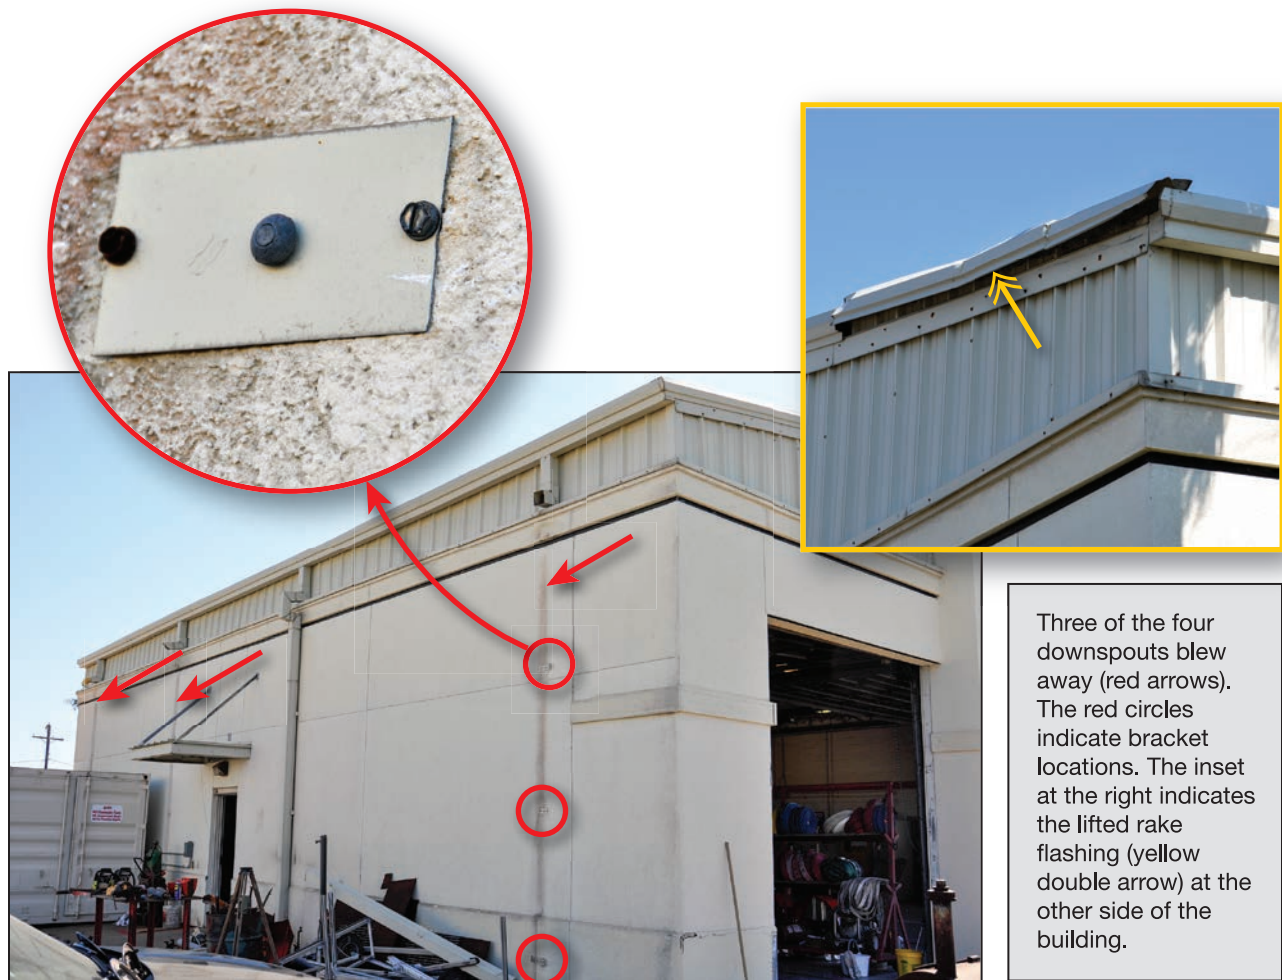 Three of the four
downspouts blew
away (red arrows).
The red circles
indicate bracket
locations. The inset
at the right indicates
the lifted rake
flashing (yellow
double arrow) at the
other side of the
building.